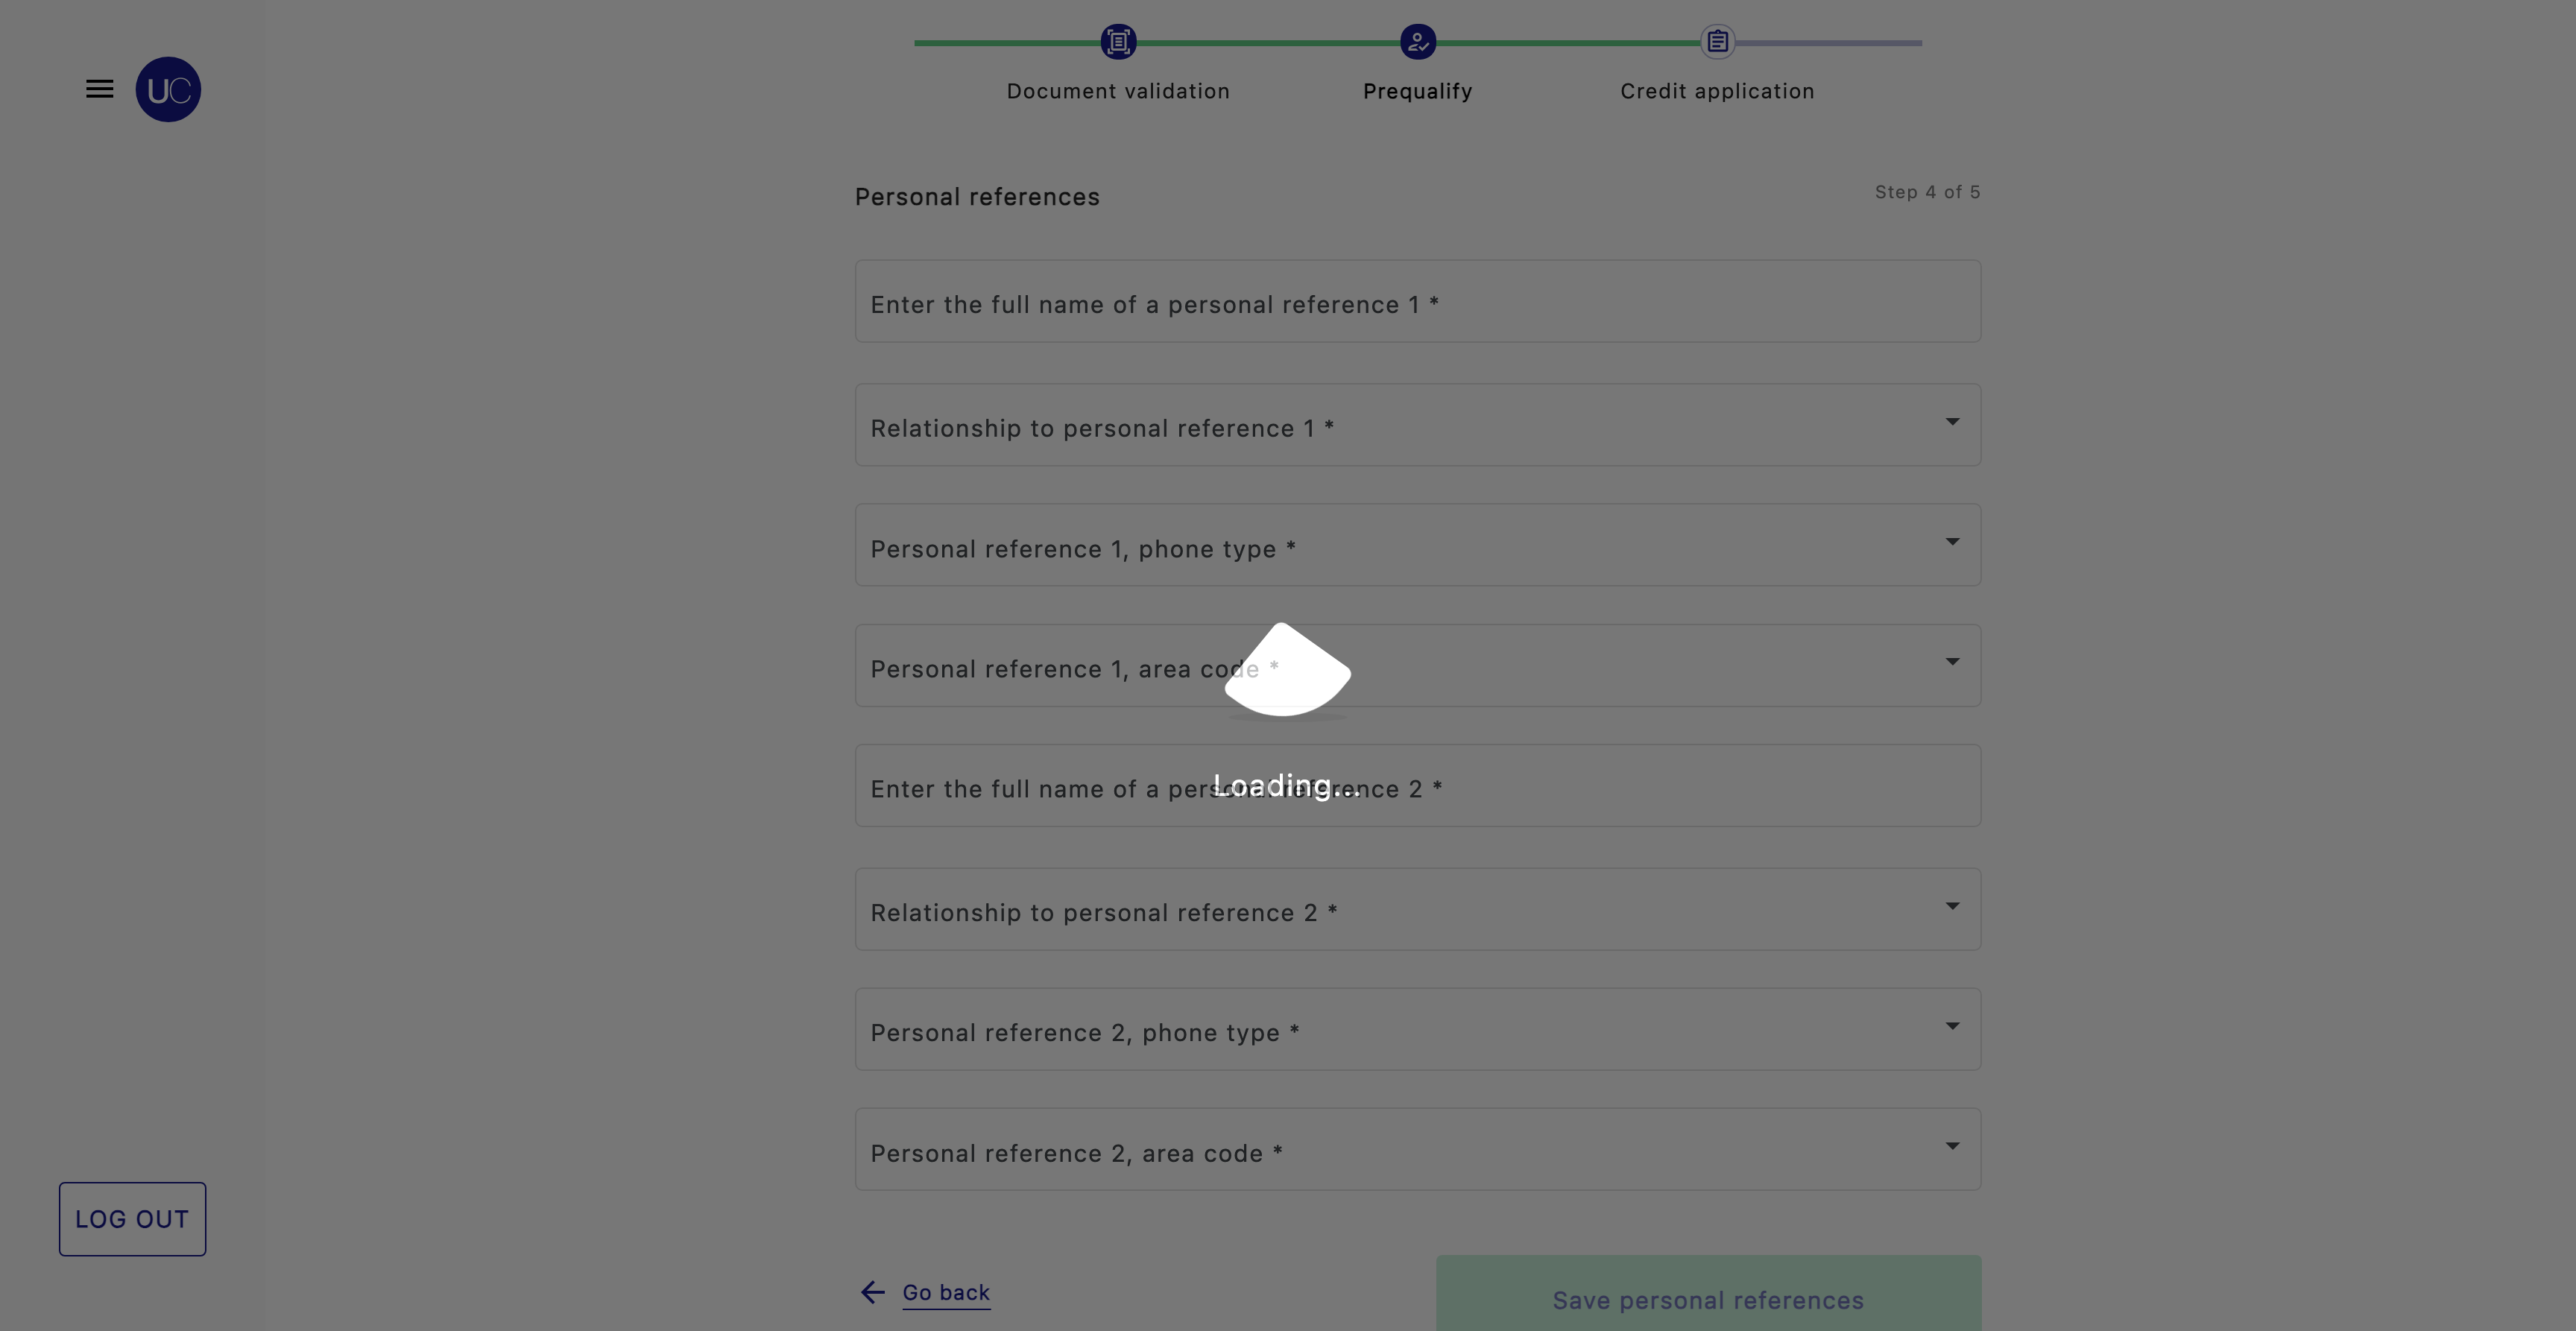 UC
Document validation
Prequalify
Credit application
Personal references
Step 4 of 5
Enter the full name of a personal reference 1 *
Relationship to personal reference 1 *
Personal reference 1, phone type *
Personal reference 1, area code *
Enter the full name of a personal reference 2 *
Loading...
Relationship to personal reference 2 *
Personal reference 2, phone type *
Personal reference 2, area code *
LOG OUT
Go back
Save personal references